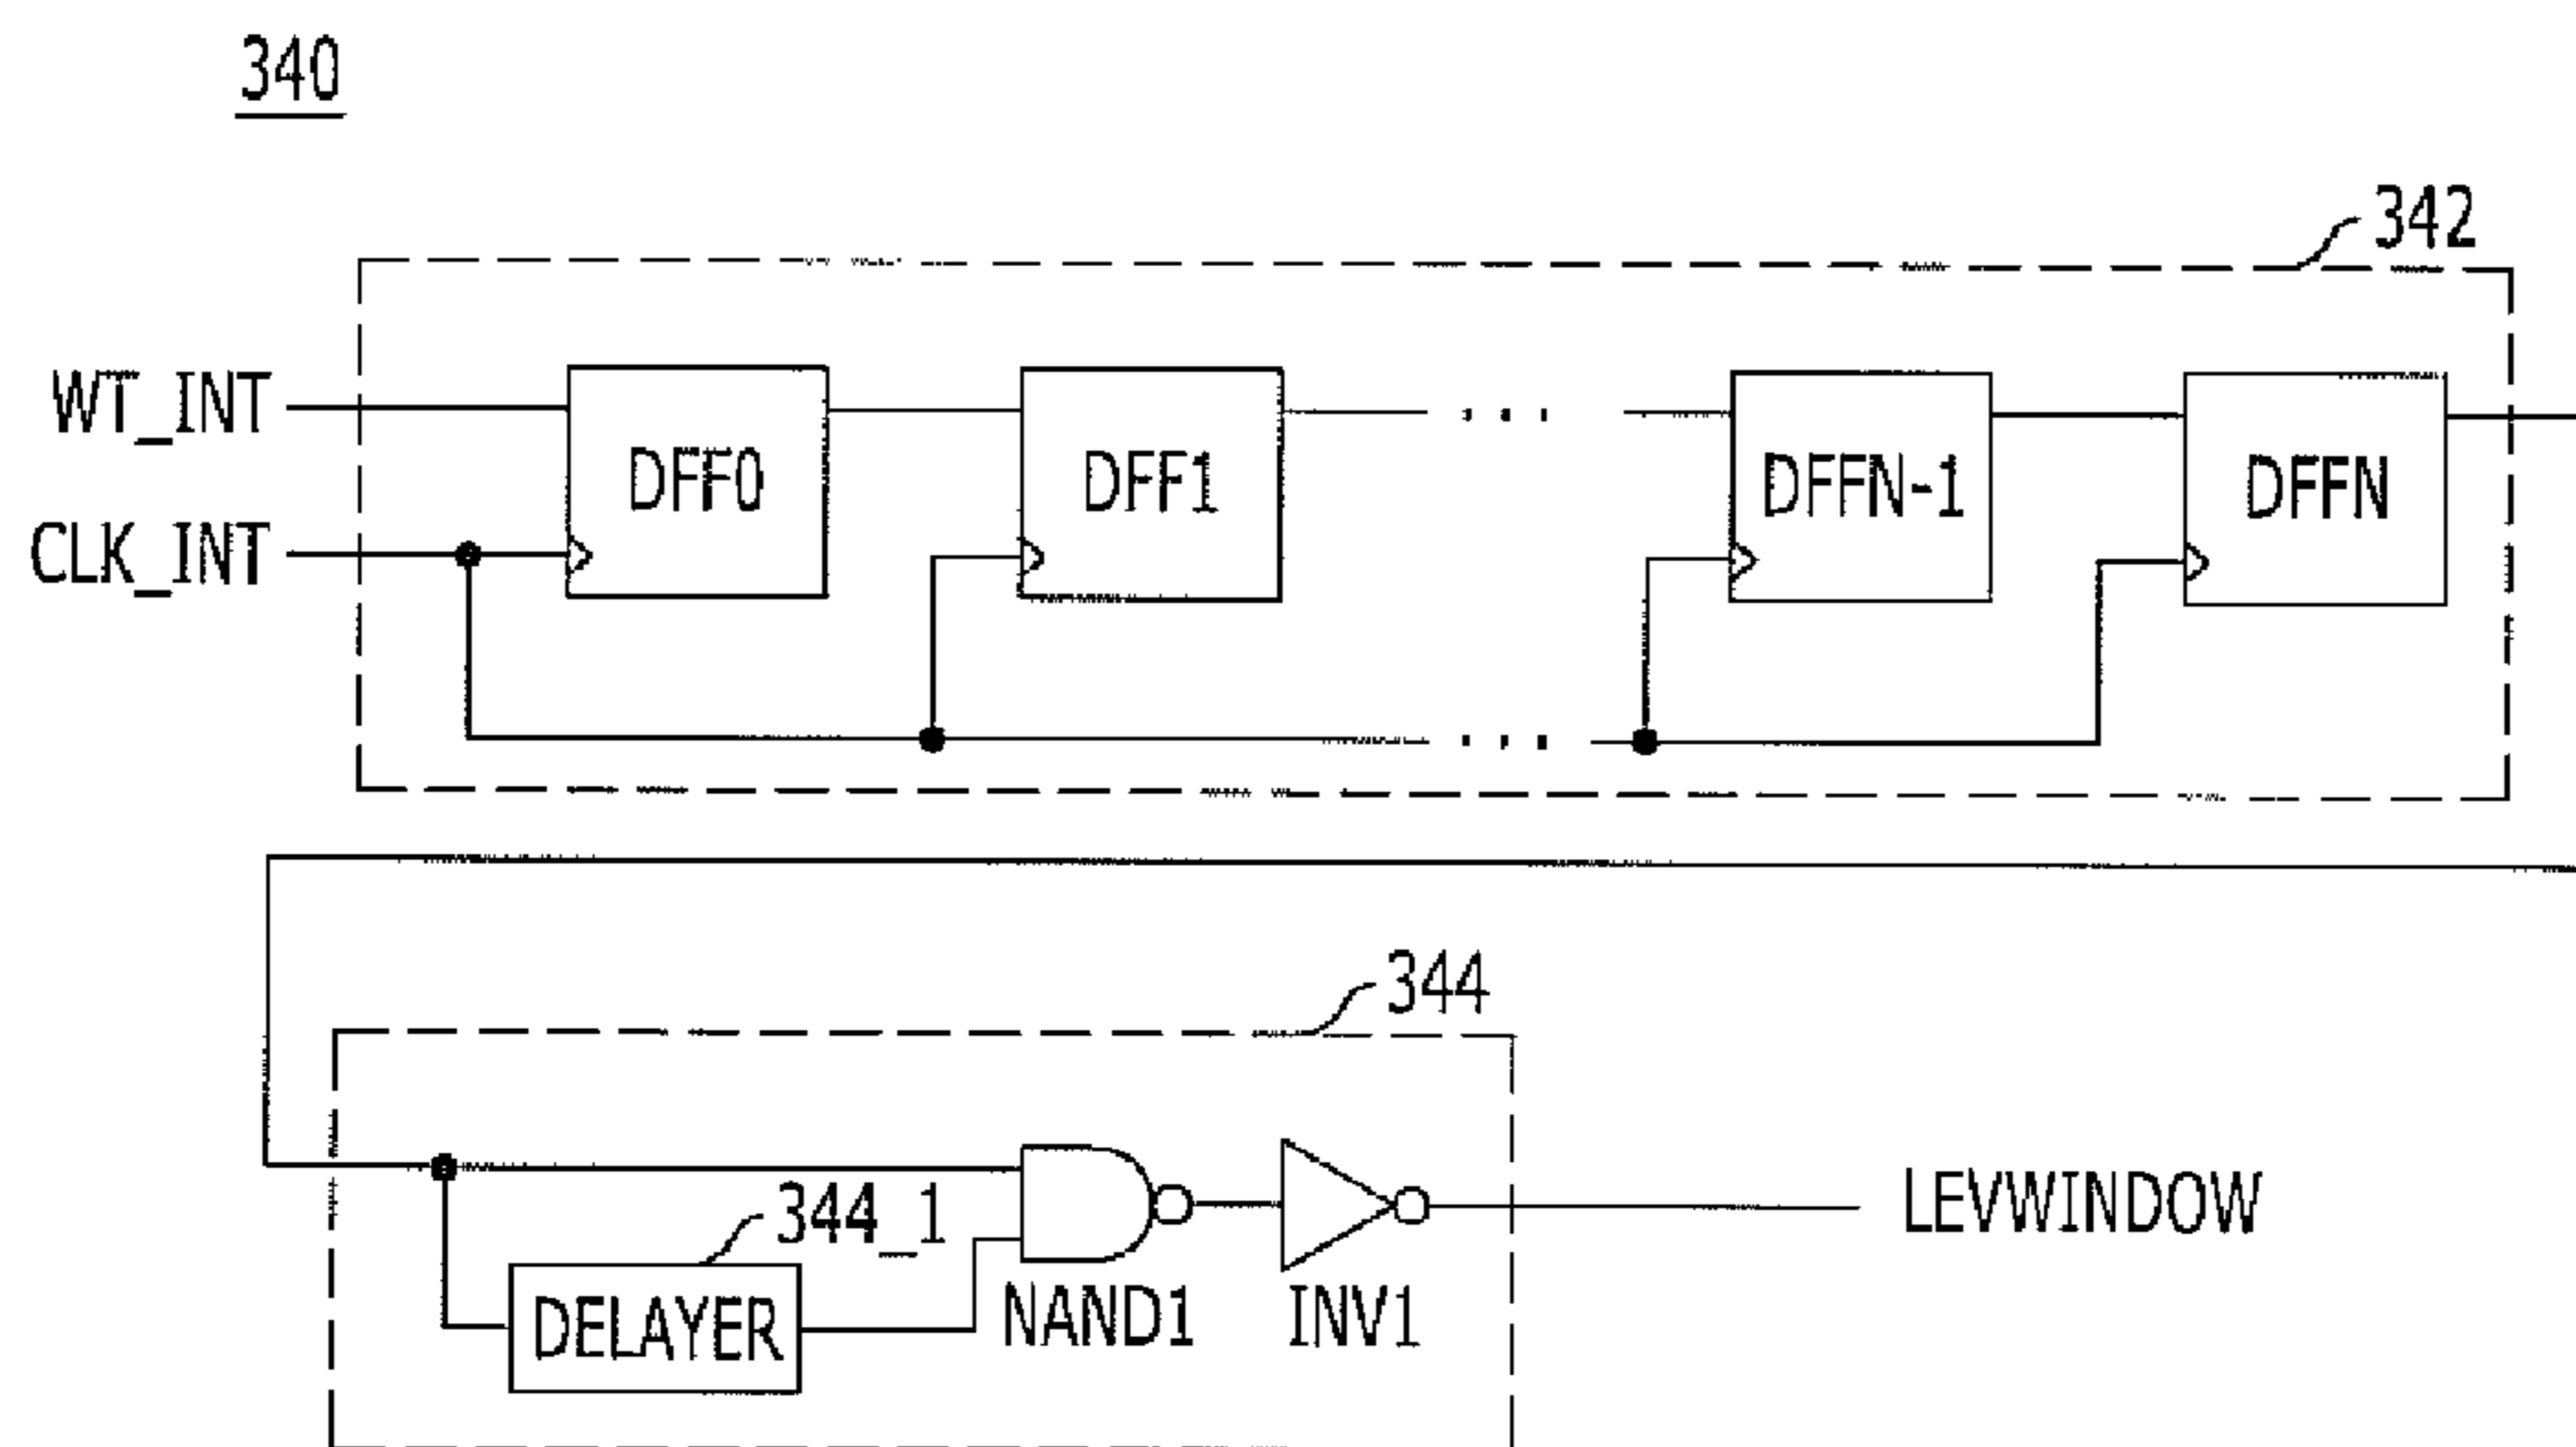 340
342
WT_INT
DFF0
DFF1
. . .
DFFN-1
DFFN
CLK_INT
. . .
344
344_1
LEVWINDOW
DELAYER
NAND1
INV1